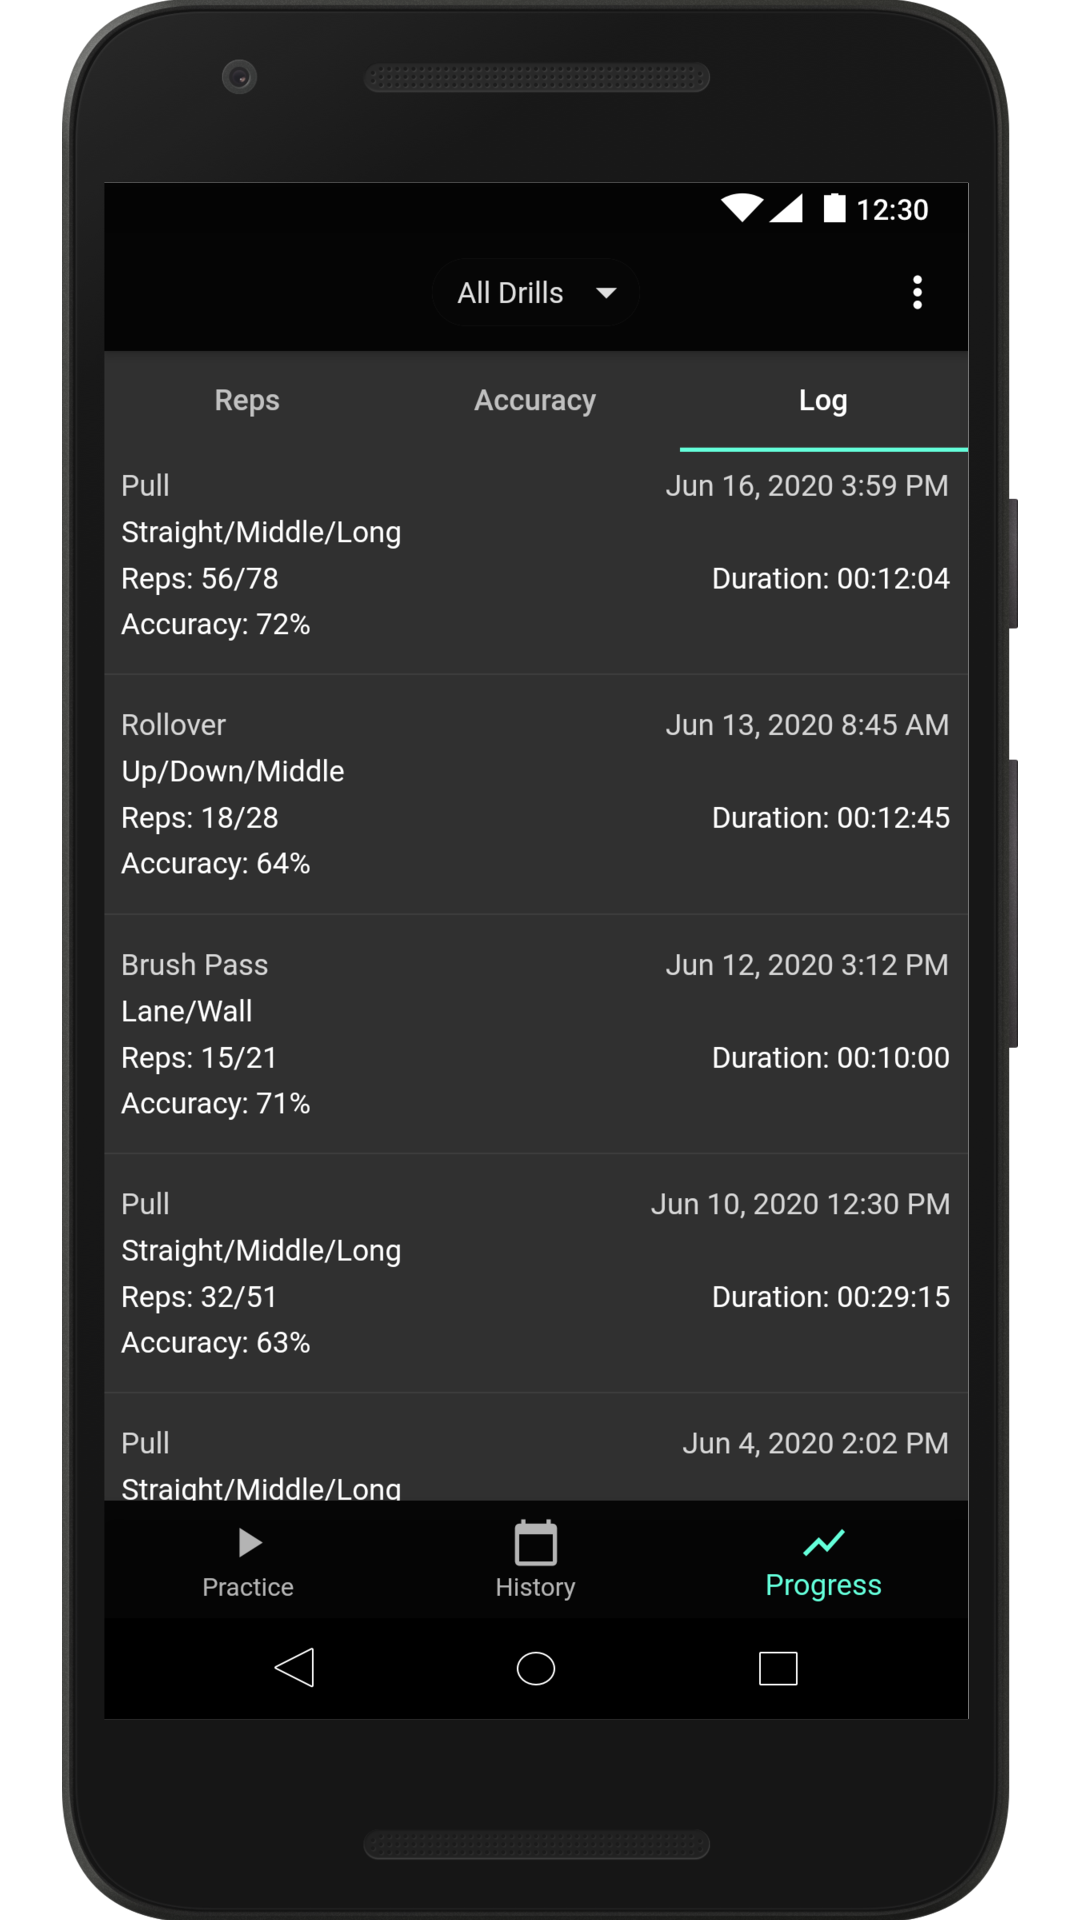 12:30
All Drills
Reps Accuracy Log
Pull Jun 16, 2020 3:59 PM
Straight/Middle/Long
Reps: 56/78 Duration: 00:12:04
Accuracy: 72%
Rollover Jun 13, 2020 8:45 AM
Up/Down/Middle
Reps: 18/28 Duration: 00:12:45
Accuracy: 64%
Brush Pass Jun 12, 2020 3:12 PM
Lane/Wall
Reps: 15/21 Duration: 00:10:00
Accuracy: 71%
Pull Jun 10, 2020 12:30 PM
Straight/Middle/Long
Reps: 32/51 Duration: 00:29:15
Accuracy: 63%
Pull Jun 4, 2020 2:02 PM
Straight/Middle/Long
Practice History Progress